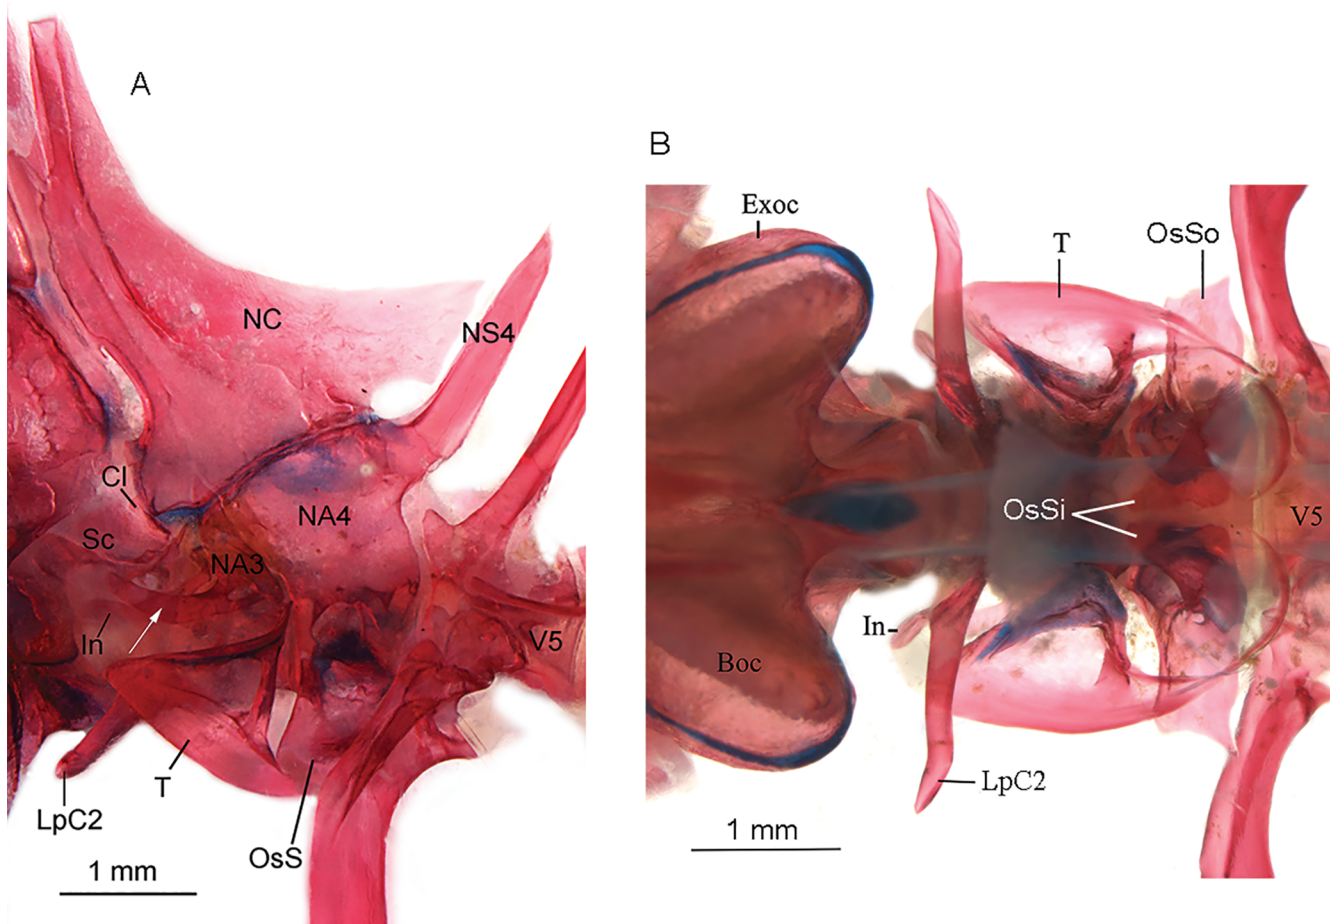 A
NC
NS4
Cl
NA4
Sc
NA3
In
V5
T
LpC2
OsS
1 mm
B
Exoc
T
OsSo
OsSi
V5
In
Boc
LpC2
1 mm